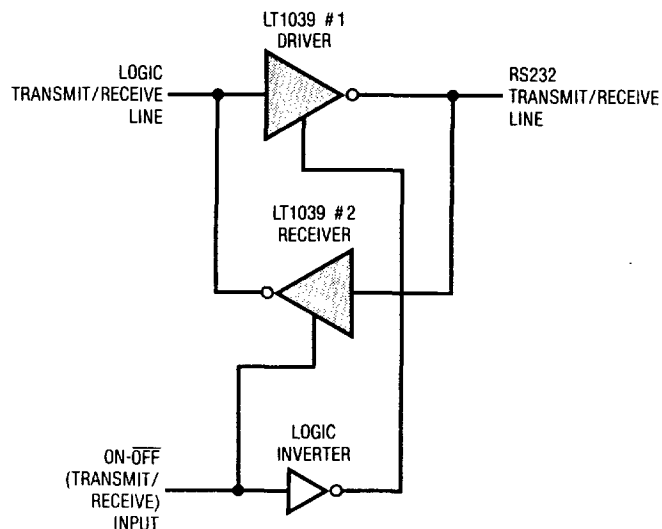 LT1039 #1
DRIVER
LOGIC
TRANSMIT/RECEIVE
LINE
RS232
TRANSMIT/RECEIVE
LINE
LT1039 #2
RECEIVER
LOGIC
INVERTER
ON-O̅F̅F̅
(TRANSMIT/
RECEIVE)
INPUT